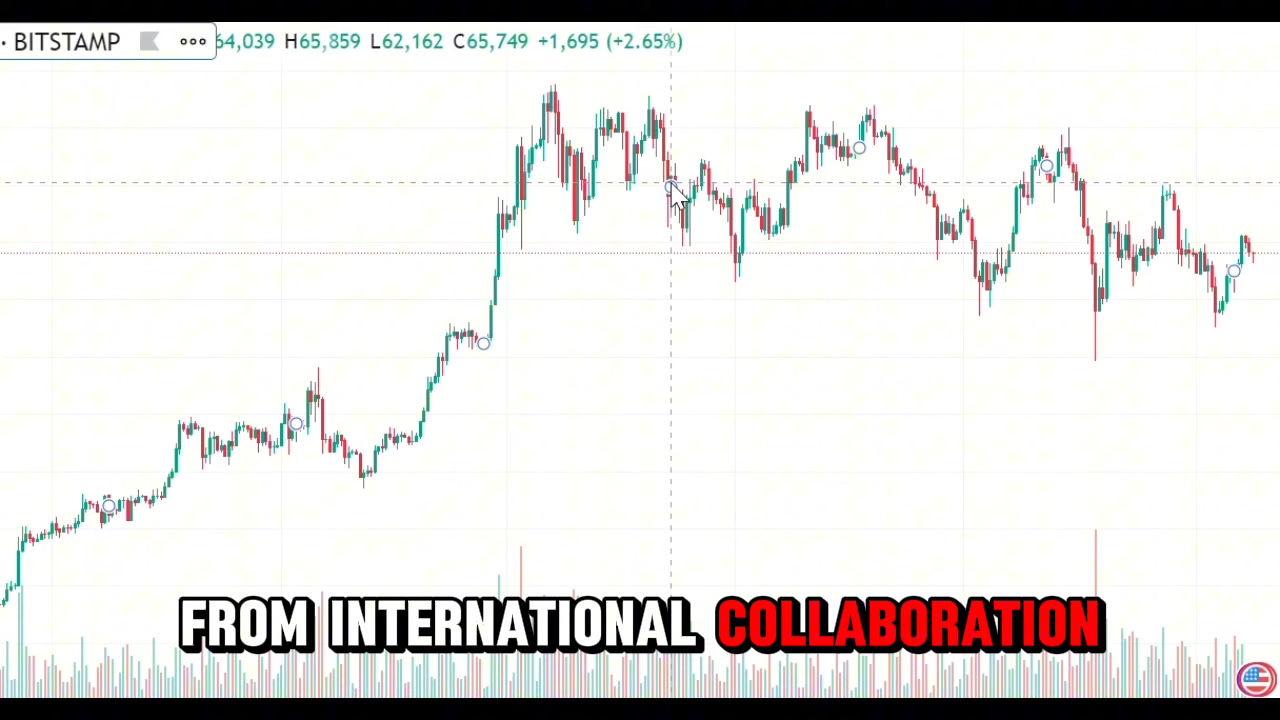 · BITSTAMP 64,039 H65,859 L62,162 C65,749 +1,695 (+2.65%)
FROM INTERNATIONAL COLLABORATION